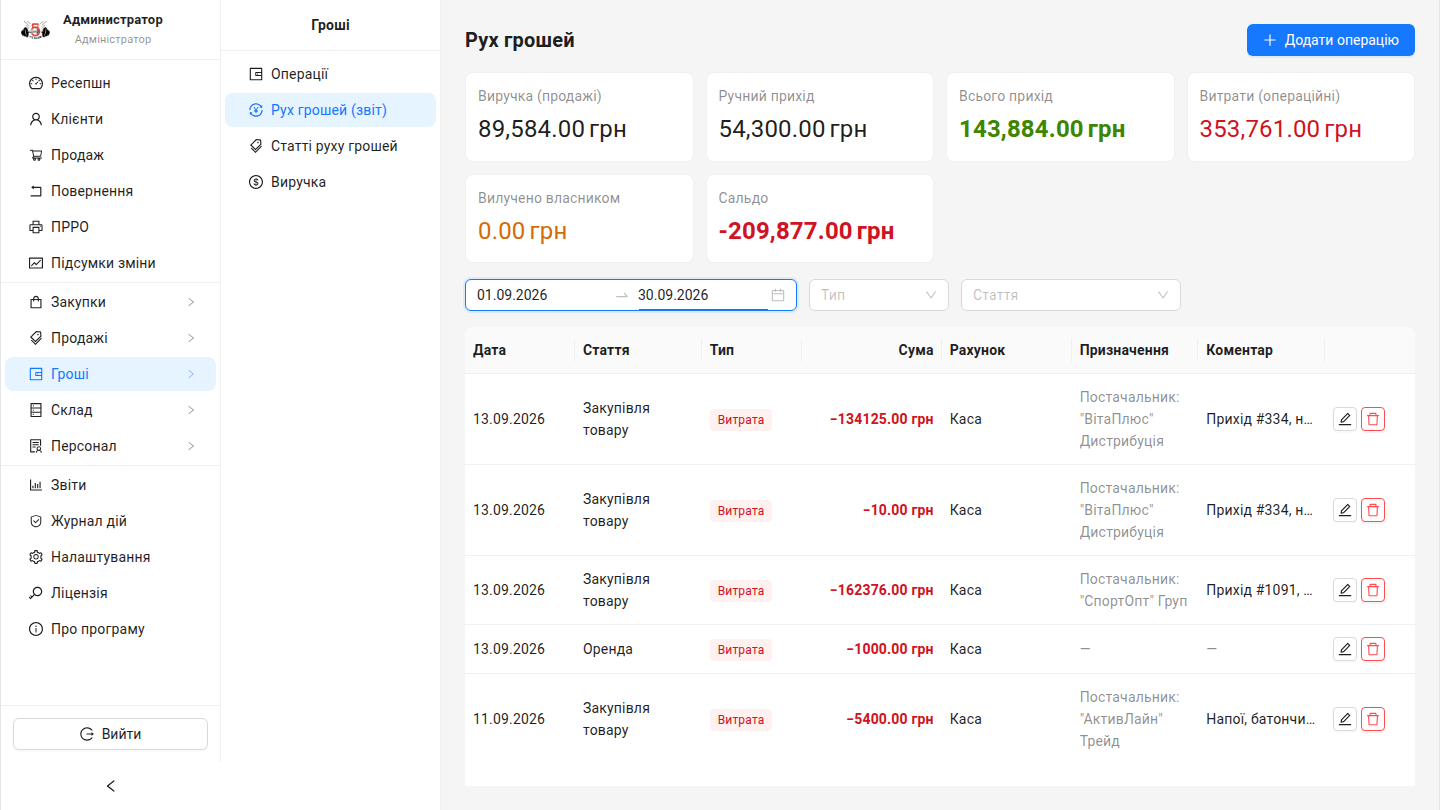 Администратор
Адміністратор
Ресепшн
Клієнти
Продаж
Повернення
ПРРО
Підсумки зміни
Закупки
Продажі
Гроші
Склад
Персонал
Звіти
Журнал дій
Налаштування
Ліцензія
Про програму
Вийти
Гроші
Операції
Рух грошей (звіт)
Статті руху грошей
Виручка
Рух грошей
Додати операцію
Виручка (продажі)
89,584.00 грн
Ручний прихід
54,300.00 грн
Всього прихід
143,884.00 грн
Витрати (операційні)
353,761.00 грн
Вилучено власником
0.00 грн
Сальдо
-209,877.00 грн
01.09.2026 → 30.09.2026 Тип Стаття
Дата Стаття Тип Сума Рахунок Призначення Коментар
13.09.2026 Закупівля товару Витрата −134125.00 грн Каса Постачальник: "ВітаПлюс" Дистрибуція Прихід #334, н...
13.09.2026 Закупівля товару Витрата −10.00 грн Каса Постачальник: "ВітаПлюс" Дистрибуція Прихід #334, н...
13.09.2026 Закупівля товару Витрата −162376.00 грн Каса Постачальник: "СпортОпт" Груп Прихід #1091, ...
13.09.2026 Оренда Витрата −1000.00 грн Каса — —
11.09.2026 Закупівля товару Витрата −5400.00 грн Каса Постачальник: "АктивЛайн" Трейд Напої, батончи...